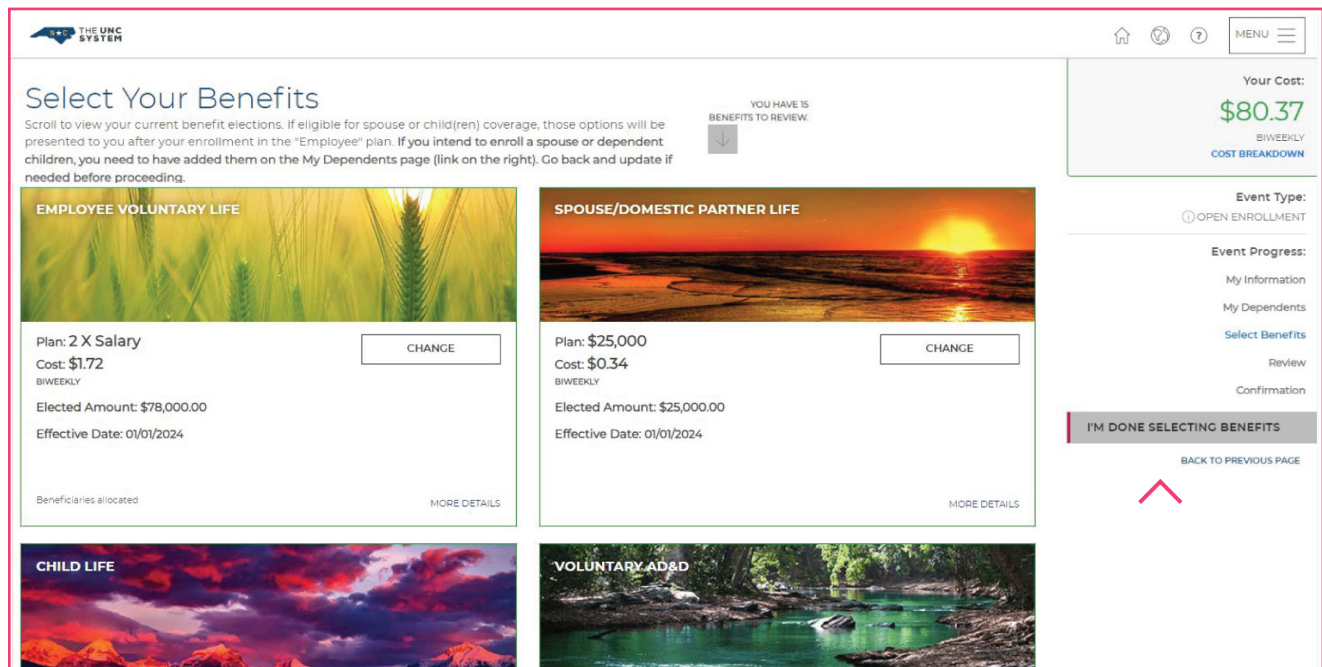 N★C THE UNC
SYSTEM
?
MENU
Select Your Benefits
Scroll to view your current benefit elections. If eligible for spouse or child(ren) coverage, those options will be
presented to you after your enrollment in the "Employee" plan. If you intend to enroll a spouse or dependent
children, you need to have added them on the My Dependents page (link on the right). Go back and update if
needed before proceeding.
YOU HAVE 15
BENEFITS TO REVIEW.
EMPLOYEE VOLUNTARY LIFE
Plan: 2 X Salary
CHANGE
Cost: $1.72
BIWEEKLY
Elected Amount: $78,000.00
Effective Date: 01/01/2024
Beneficiaries allocated
MORE DETAILS
SPOUSE/DOMESTIC PARTNER LIFE
Plan: $25,000
CHANGE
Cost: $0.34
BIWEEKLY
Elected Amount: $25,000.00
Effective Date: 01/01/2024
MORE DETAILS
CHILD LIFE
VOLUNTARY AD&D
Your Cost:
$80.37
BIWEEKLY
COST BREAKDOWN
Event Type:
OPEN ENROLLMENT
Event Progress:
My Information
My Dependents
Select Benefits
Review
Confirmation
I'M DONE SELECTING BENEFITS
BACK TO PREVIOUS PAGE